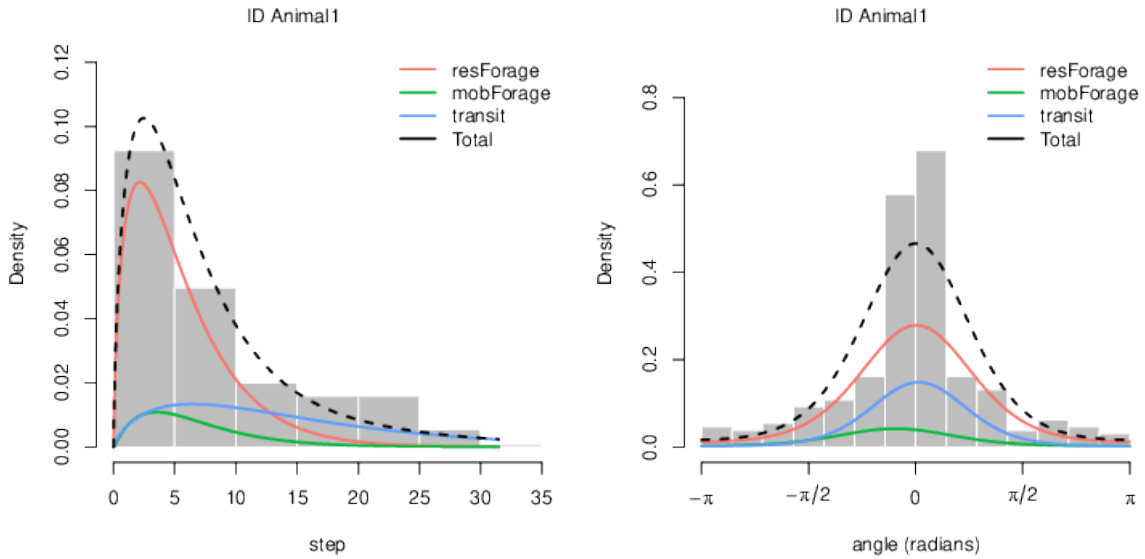 ID Animal1
Density
0.12
0.10
0.08
0.06
0.04
0.02
0.00
resForage
mobForage
transit
Total
0 5 10 15 20 25 30 35
step
ID Animal1
Density
0.8
0.6
0.4
0.2
0.0
resForage
mobForage
transit
Total
−π −π/2 0 π/2 π
angle (radians)